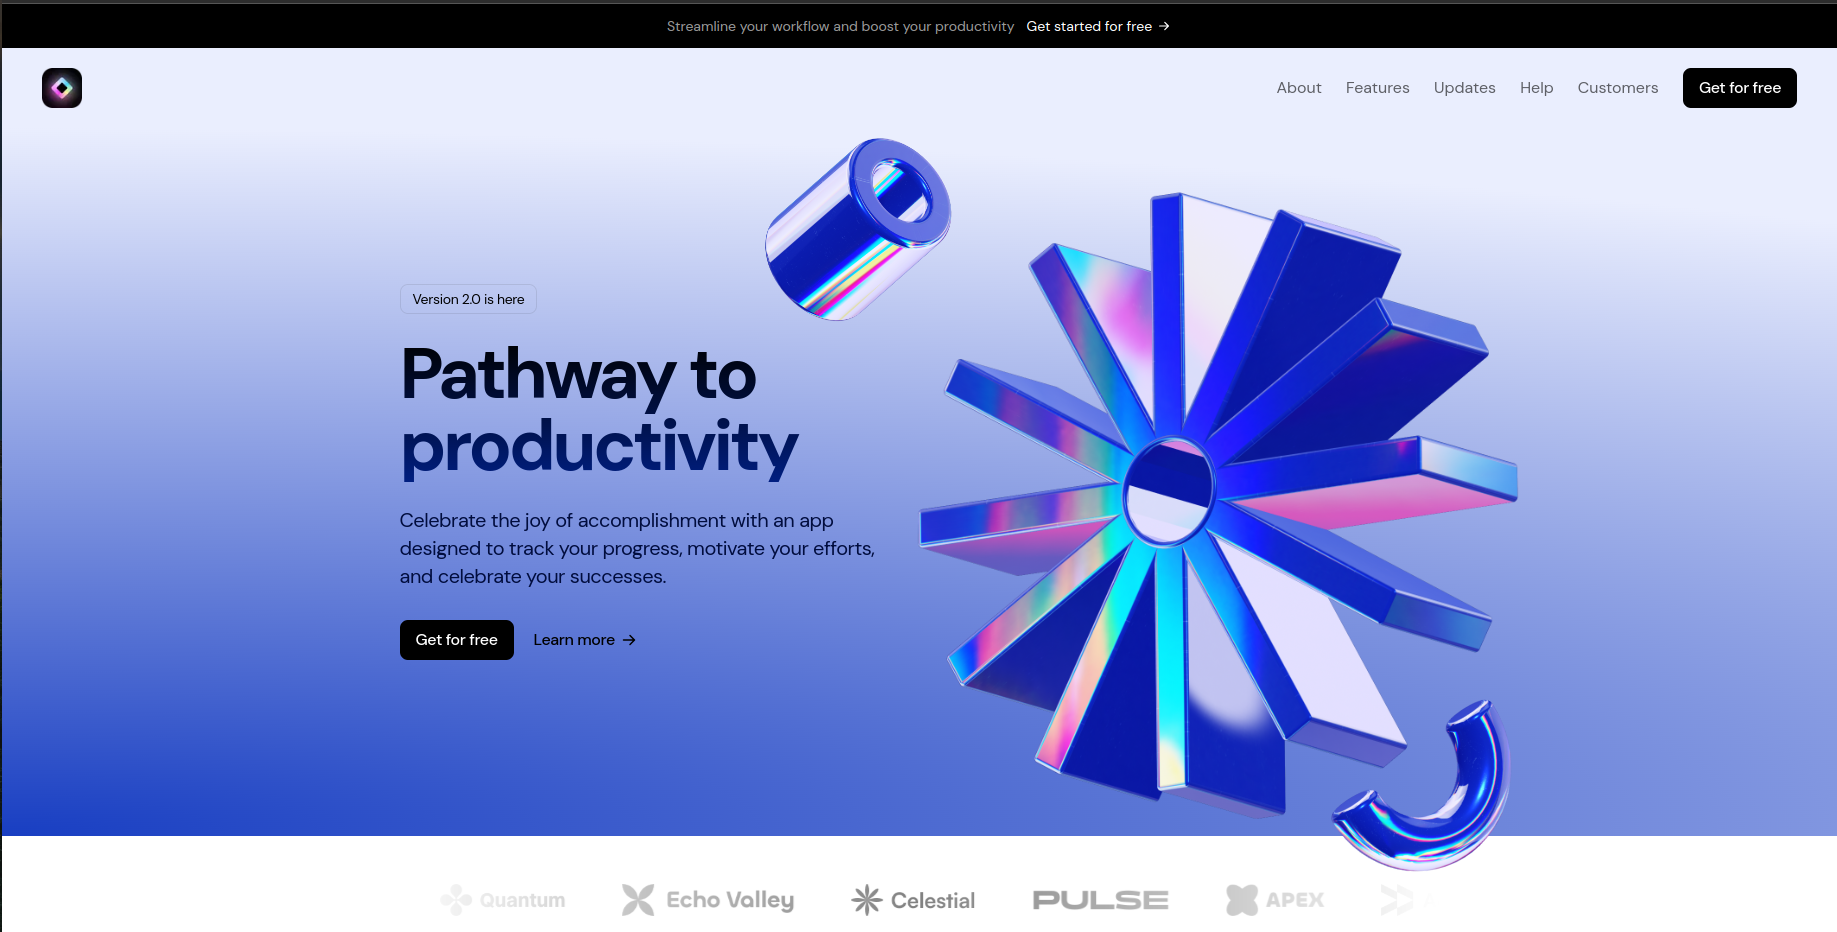 Streamline your workflow and boost your productivity Get started for free →
About Features Updates Help Customers Get for free
Version 2.0 is here
Pathway to
productivity
Celebrate the joy of accomplishment with an app
designed to track your progress, motivate your efforts,
and celebrate your successes.
Get for free Learn more →
Quantum Echo Valley Celestial PULSE APEX